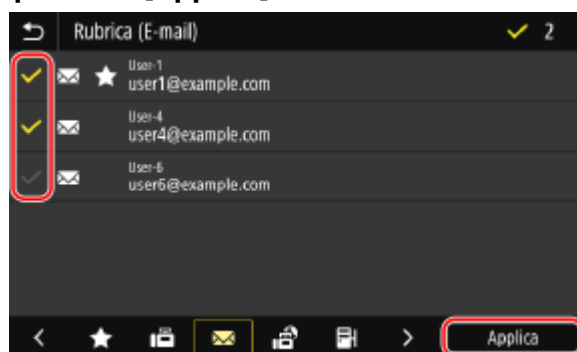 Rubrica (E-mail)
2
User-1
user1@example.com
User-4
user4@example.com
User-6
user6@example.com
Applica